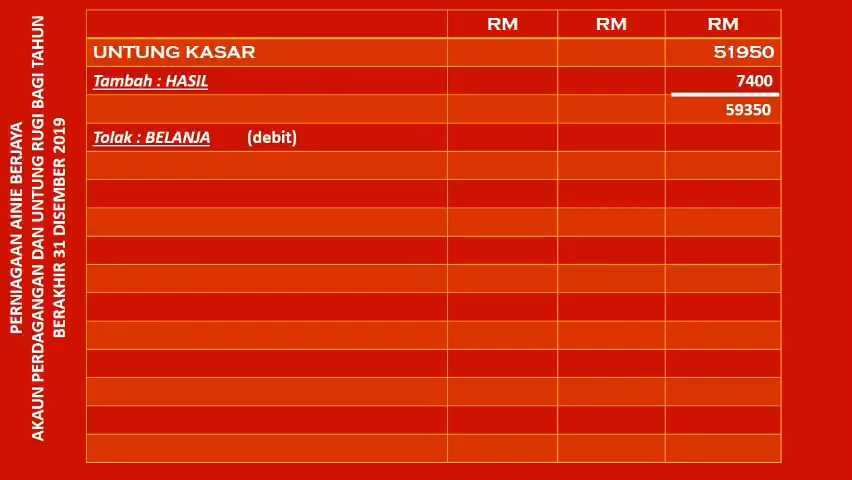 PERNIAGAAN AINIE BERJAYA
AKAUN PERDAGANGAN DAN UNTUNG RUGI BAGI TAHUN
BERAKHIR 31 DISEMBER 2019
RM RM RM
UNTUNG KASAR 51950
Tambah : HASIL 7400
59350
Tolak : BELANJA (debit)